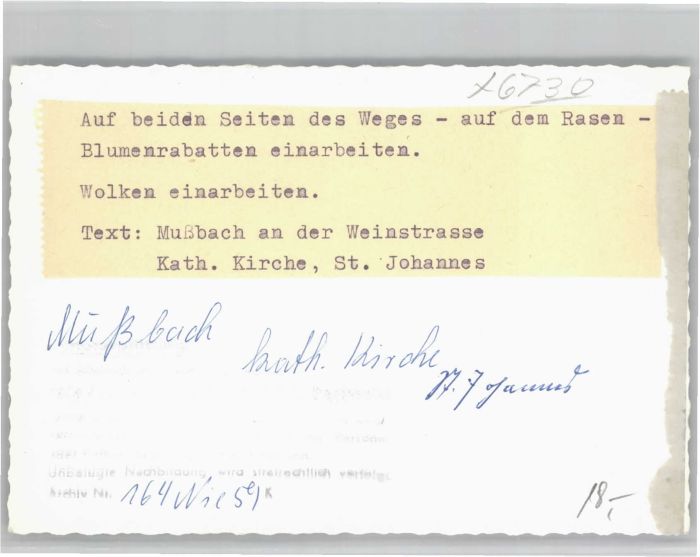 x6730
Auf beiden Seiten des Weges - auf dem Rasen -
Blumenrabatten einarbeiten.
Wolken einarbeiten.
Text: Mußbach an der Weinstrasse
Kath. Kirche, St. Johannes
Mußbach
kath. Kirche
St. Johannes
Unbefugte Nachbildung wird strafrechtlich verfolgt
Archiv Nr. 164
18,-